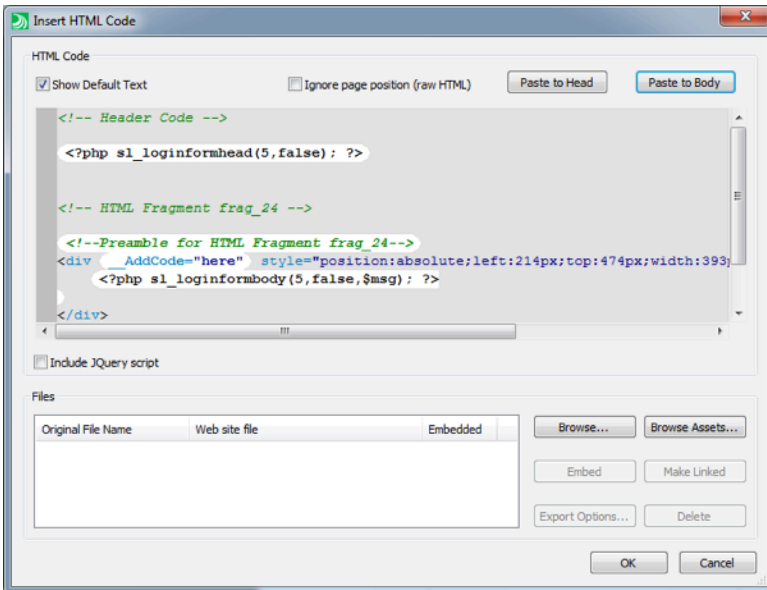 Insert HTML Code
HTML Code
Show Default Text
Ignore page position (raw HTML)
Paste to Head
Paste to Body
<!-- Header Code -->
<?php sl_loginformhead(5,false); ?>
<!-- HTML Fragment frag_24 -->
<!--Preamble for HTML Fragment frag_24-->
<div __AddCode="here" style="position:absolute;left:214px;top:474px;width:393p
<?php sl_loginformbody(5,false,$msg); ?>
</div>
Include JQuery script
Files
Original File Name Web site file Embedded
Browse... Browse Assets...
Embed Make Linked
Export Options... Delete
OK Cancel